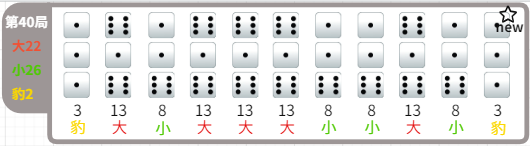 第40局
大22
小26
豹2
new
3 13 8 13 13 13 8 8 13 8 3
豹 大 小 大 大 大 小 小 大 小 豹